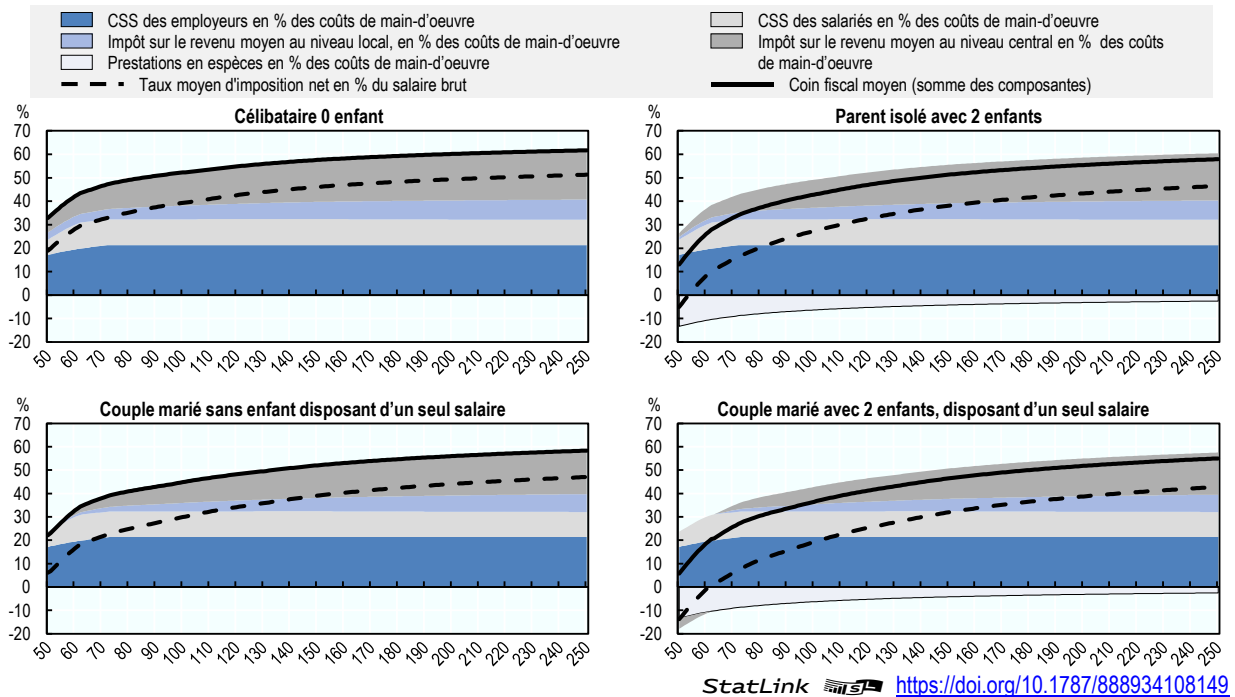 CSS des employeurs en % des coûts de main-d'oeuvre
CSS des salariés en % des coûts de main-d'oeuvre
Impôt sur le revenu moyen au niveau local, en % des coûts de main-d'oeuvre
Impôt sur le revenu moyen au niveau central en % des coûts
de main-d'oeuvre
Prestations en espèces en % des coûts de main-d'oeuvre
Taux moyen d'imposition net en % du salaire brut
Coin fiscal moyen (somme des composantes)
%
Célibataire 0 enfant
70
60
50
40
30
20
10
0
-10
-20
50 60 70 80 90 100 110 120 130 140 150 160 170 180 190 200 210 220 230 240 250
%
Parent isolé avec 2 enfants
70
60
50
40
30
20
10
0
-10
-20
50 60 70 80 90 100 110 120 130 140 150 160 170 180 190 200 210 220 230 240 250
%
Couple marié sans enfant disposant d’un seul salaire
70
60
50
40
30
20
10
0
-10
-20
50 60 70 80 90 100 110 120 130 140 150 160 170 180 190 200 210 220 230 240 250
%
Couple marié avec 2 enfants, disposant d’un seul salaire
70
60
50
40
30
20
10
0
-10
-20
50 60 70 80 90 100 110 120 130 140 150 160 170 180 190 200 210 220 230 240 250
StatLink https://doi.org/10.1787/888934108149